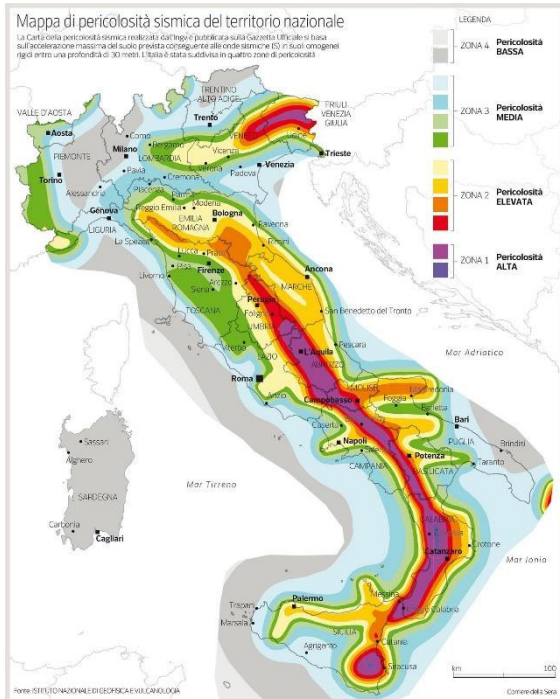 Mappa di pericolosità sismica del territorio nazionale
La Carta della pericolosità sismica realizzata dall'Ingv e pubblicata sulla Gazzetta Ufficiale si basa
sull'accelerazione massima del suolo prevista conseguente alle onde sismiche (S) in suoli omogenei
rigidi entro una profondità di 30 metri. L'Italia è stata suddivisa in quattro zone di pericolosità
LEGENDA
ZONA 4 Pericolosità
BASSA
ZONA 3 Pericolosità
MEDIA
ZONA 2 Pericolosità
ELEVATA
ZONA 1 Pericolosità
ALTA
TRENTINO
ALTO ADIGE
FRIULI
VENEZIA
GIULIA
VALLE D'AOSTA
Aosta
Trento
Como
Bergamo
Udine
PIEMONTE
Milano
LOMBARDIA
Vicenza
Verona
Trieste
Venezia
Padova
Torino
Pavia
Cremona
Piacenza
Alessandria
Parma
Modena
Reggio Emilia
Bologna
Genova
LIGURIA
EMILIA
ROMAGNA
Ravenna
La Spezia
Rimini
Lucca
Prato
Pisa
Firenze
Ancona
Livorno
Arezzo
MARCHE
Siena
Perugia
TOSCANA
Foligno
San Benedetto del Tronto
UMBRIA
Viterbo
LAZIO
L'Aquila
Pescara
ABRUZZO
Mar Adriatico
Roma
MOLISE
Manfredonia
Campobasso
Foggia
Anzio
Barletta
Caserta
Bari
Napoli
PUGLIA
Brindisi
Potenza
Taranto
CAMPANIA
BASILICATA
Sassari
Alghero
Mar Tirreno
SARDEGNA
Carbonia
Cagliari
CALABRIA
Crotone
Catanzaro
Mar Ionio
Messina
Reggio Calabria
Palermo
Trapani
Marsala
SICILIA
Catania
Agrigento
Siracusa
km 100
Fonte: ISTITUTO NAZIONALE DI GEOFISICA E VULCANOLOGIA
Corriere della Sera